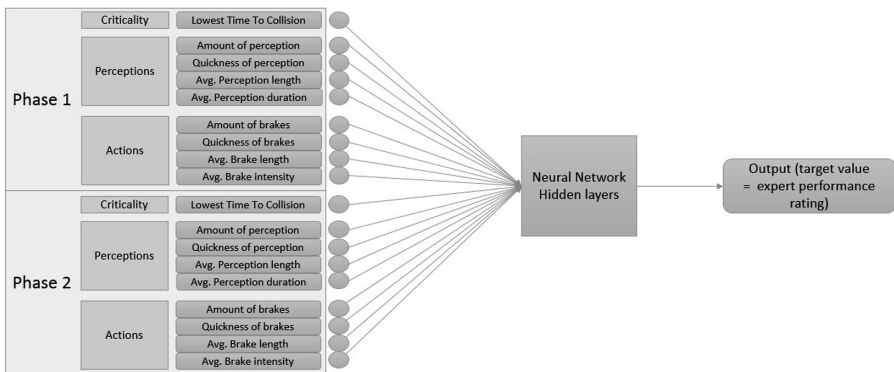 Phase 1
Criticality
Lowest Time To Collision
Perceptions
Amount of perception
Quickness of perception
Avg. Perception length
Avg. Perception duration
Actions
Amount of brakes
Quickness of brakes
Avg. Brake length
Avg. Brake intensity
Phase 2
Criticality
Lowest Time To Collision
Perceptions
Amount of perception
Quickness of perception
Avg. Perception length
Avg. Perception duration
Actions
Amount of brakes
Quickness of brakes
Avg. Brake length
Avg. Brake intensity
Neural Network
Hidden layers
Output (target value
= expert performance
rating)